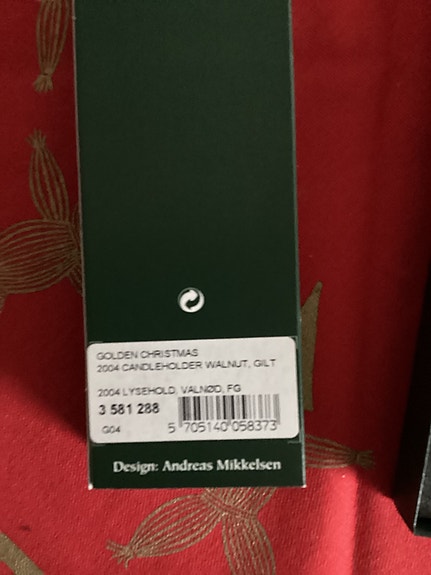 GOLDEN CHRISTMAS
2004 CANDLEHOLDER WALNUT, GILT
2004 LYSEHOLD, VALNØD, FG
3 581 288
G04
5 705140 058373
Design: Andreas Mikkelsen